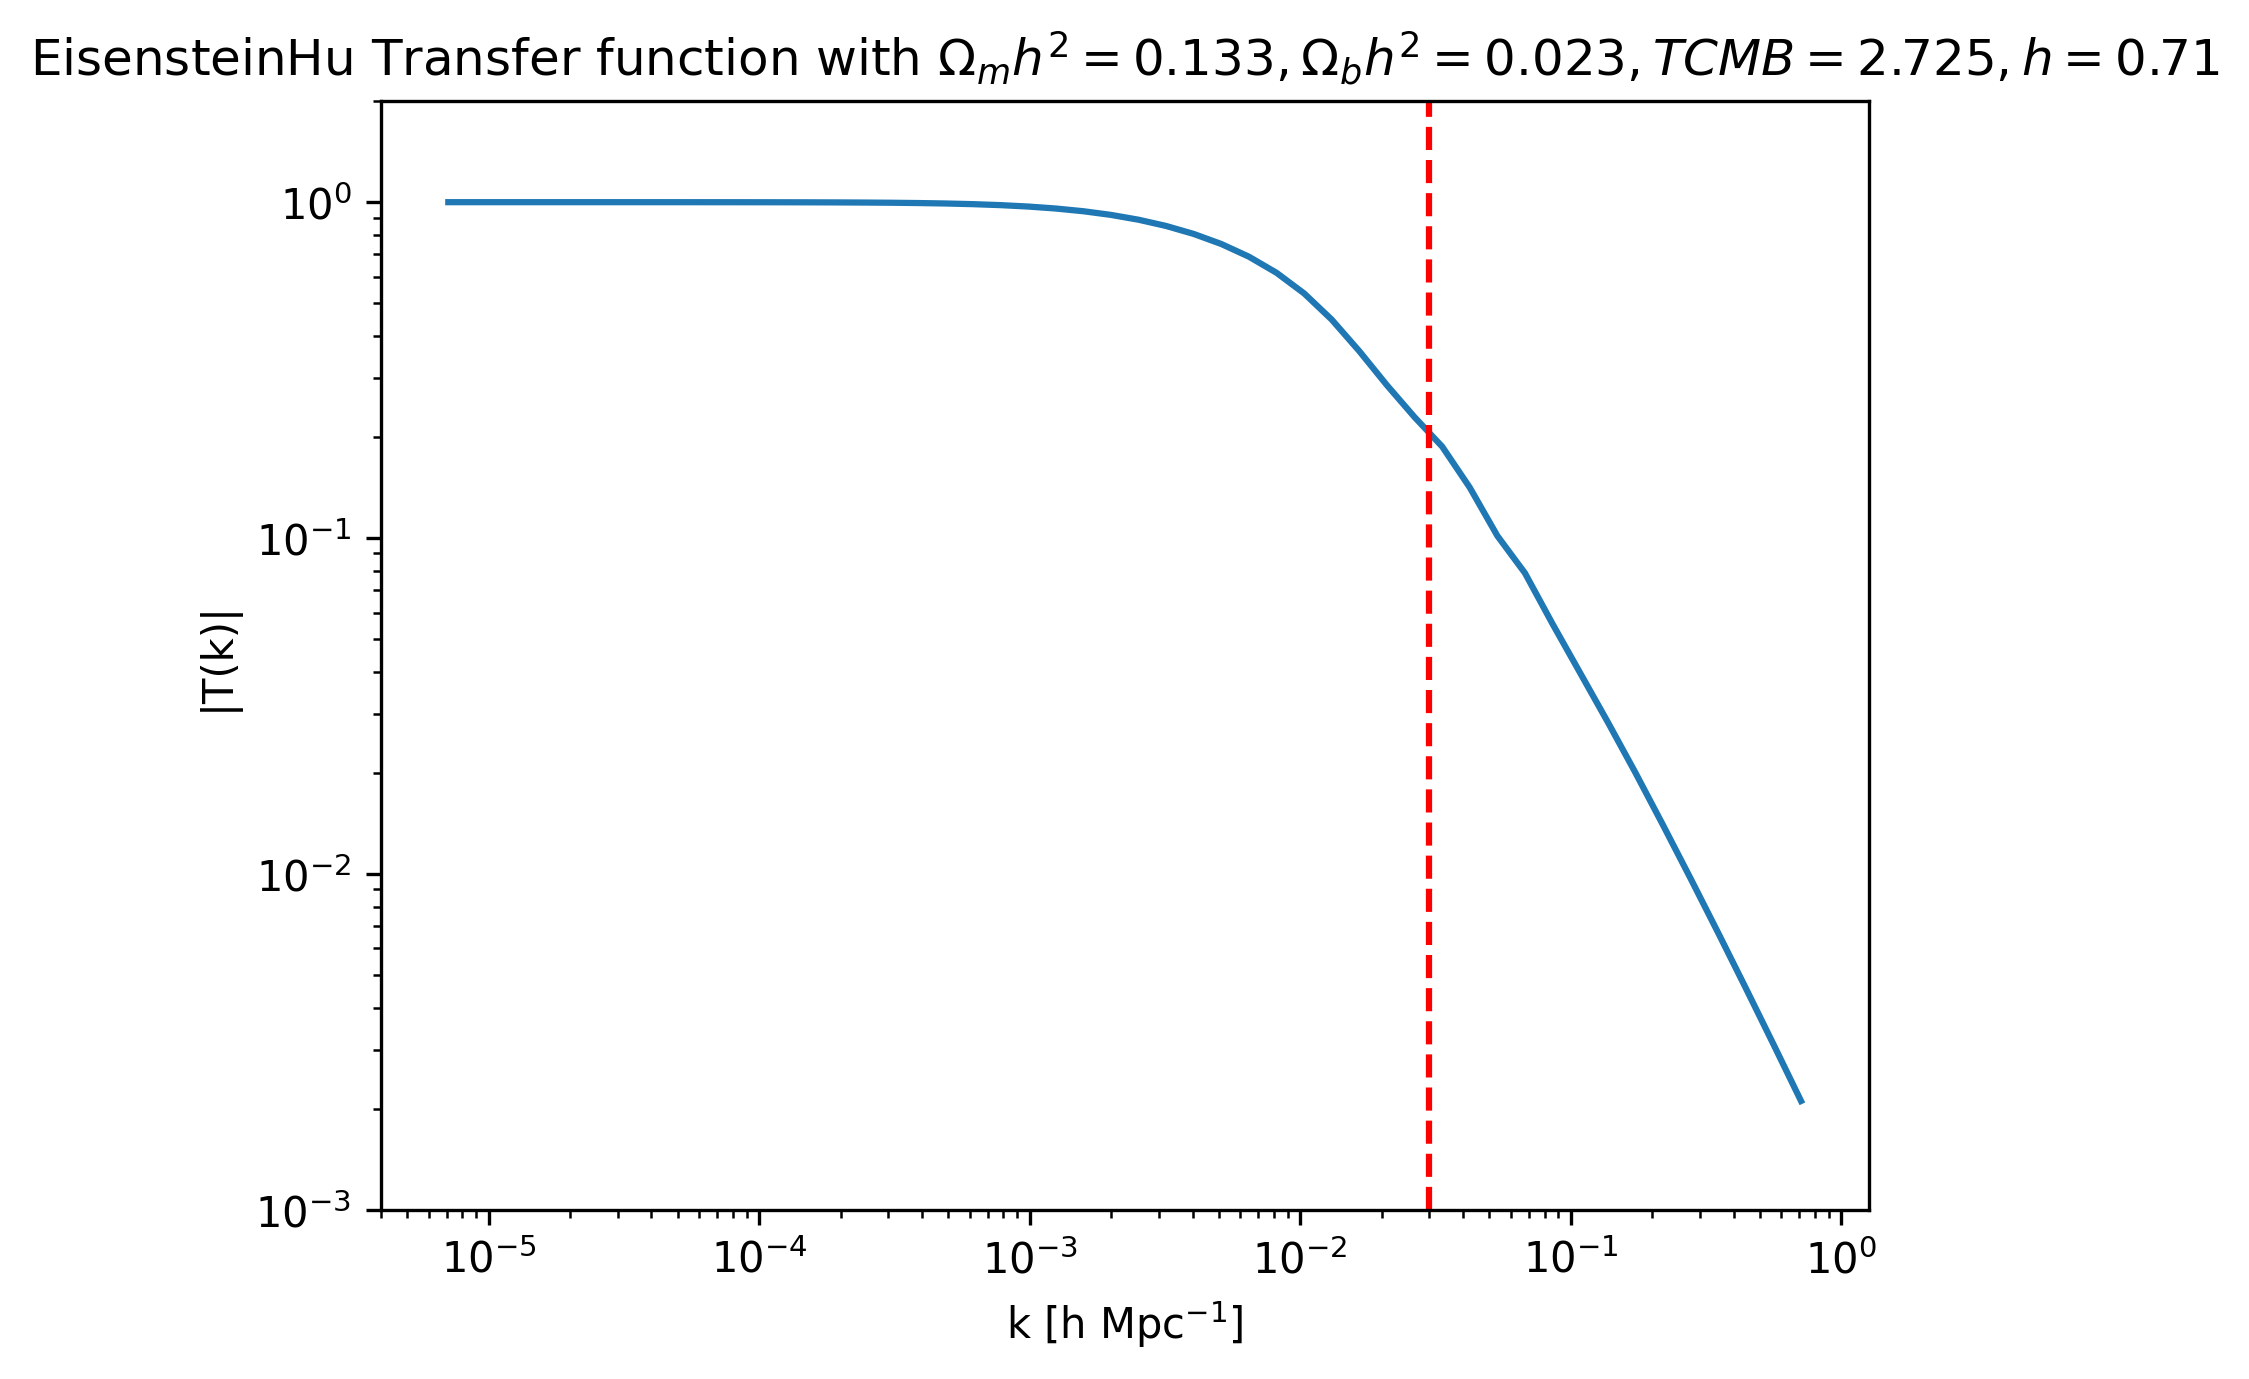 EisensteinHu Transfer function with Ωₘh² = 0.133, Ω_bh² = 0.023, TCMB = 2.725, h = 0.71
10⁰
10⁻¹
10⁻²
10⁻³
|T(k)|
10⁻⁵ 10⁻⁴ 10⁻³ 10⁻² 10⁻¹ 10⁰
k [h Mpc⁻¹]